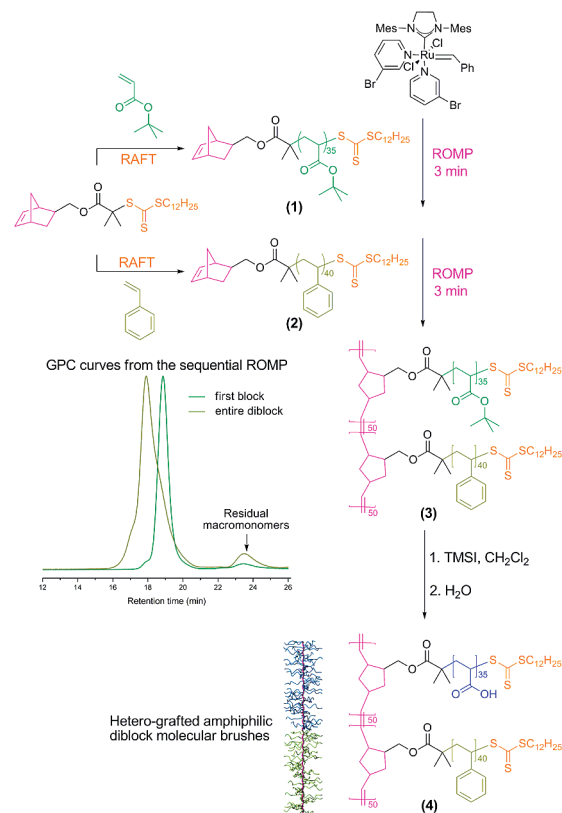 Mes N N Mes
Cl
N Ru
Cl Ph
Br N
Br
O
O
RAFT
O S SC12H25
O 35 S
O
O
(1)
ROMP
3 min
O S SC12H25
O S
RAFT
O S SC12H25
O 40 S
(2)
ROMP
3 min
GPC curves from the sequential ROMP
first block
entire diblock
Residual
macromonomers
12 14 16 18 20 22 24 26
Retention time (min)
O S SC12H25
O 35 S
O
O
50
O S SC12H25
O 40 S
50
(3)
1. TMSI, CH2Cl2
2. H2O
O S SC12H25
O 35 S
O OH
50
O S SC12H25
O 40 S
50
(4)
Hetero-grafted amphiphilic
diblock molecular brushes